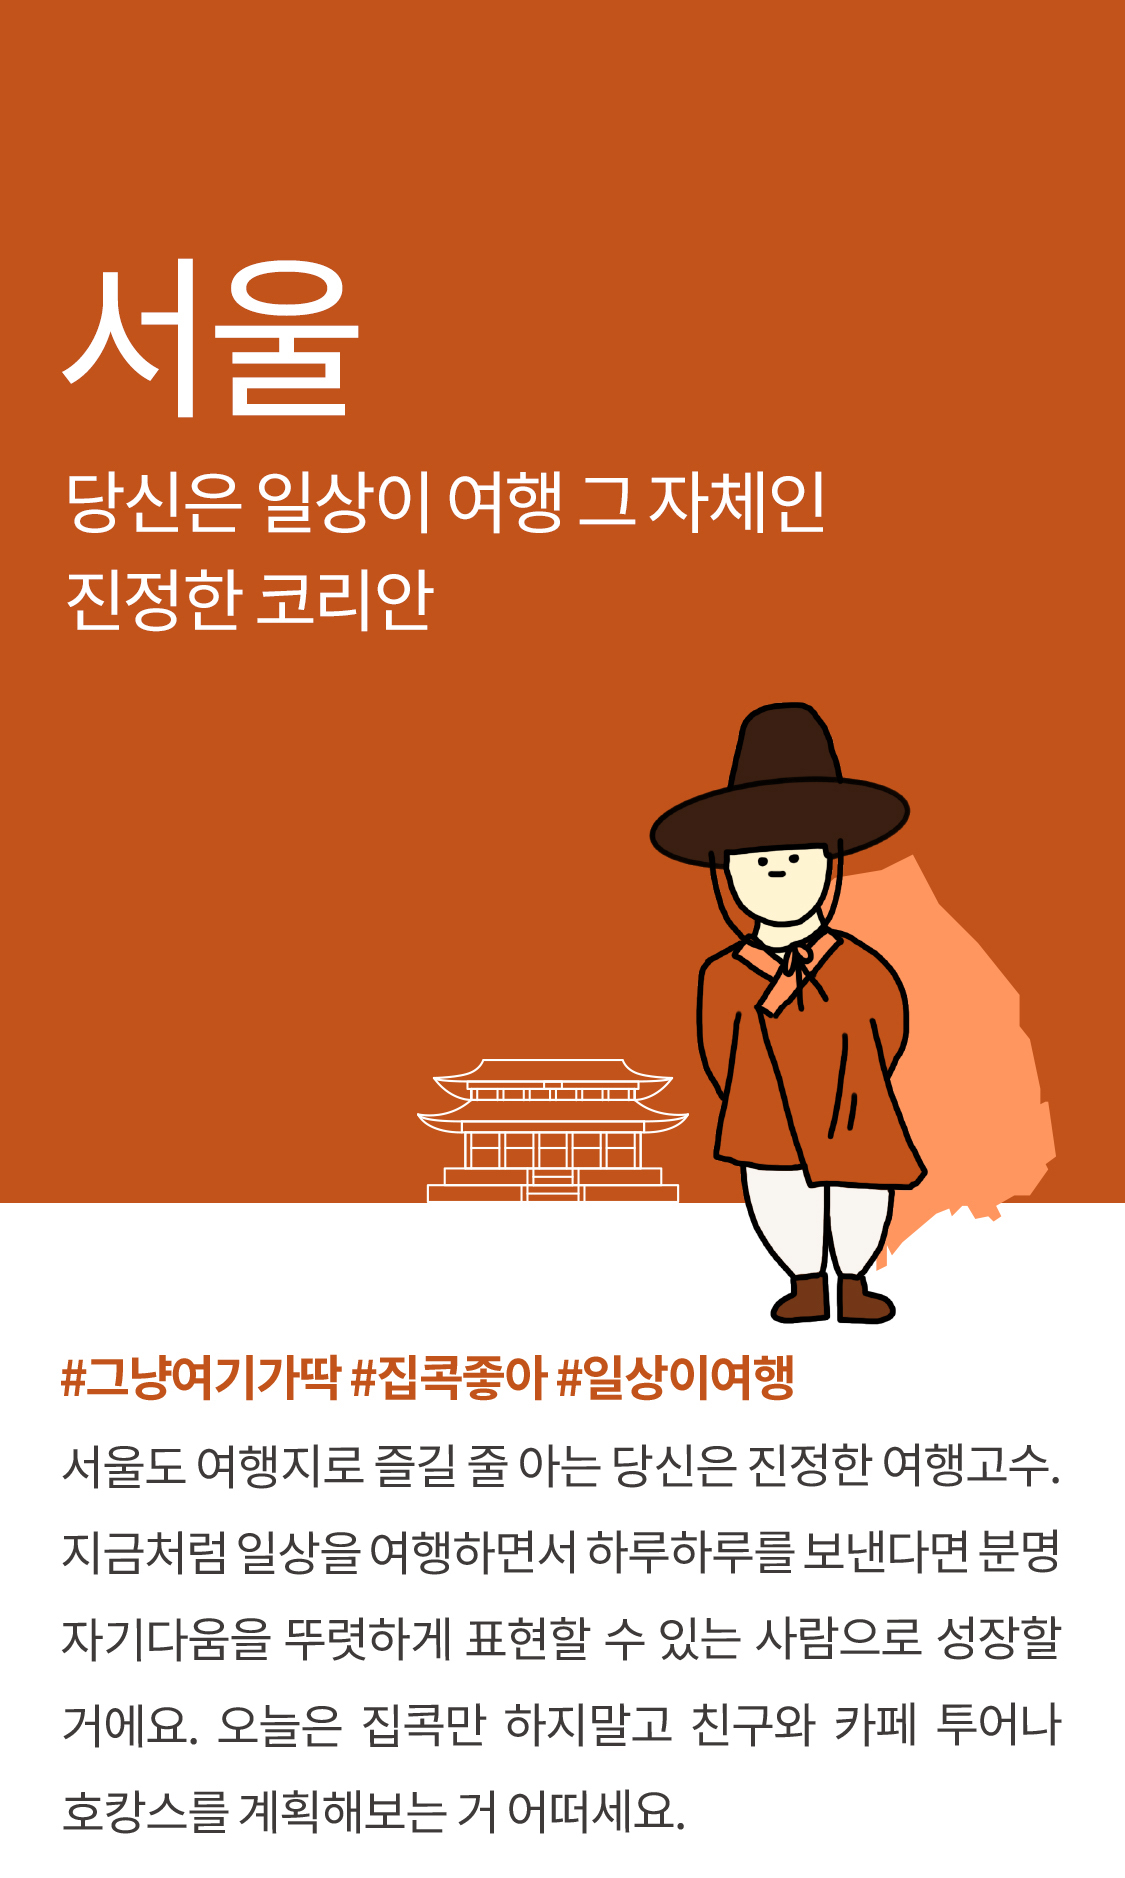 서울
당신은 일상이 여행 그 자체인
진정한 코리안
#그냥여기가딱 #집콕좋아 #일상이여행
서울도 여행지로 즐길 줄 아는 당신은 진정한 여행고수.
지금처럼 일상을 여행하면서 하루하루를 보낸다면 분명
자기다움을 뚜렷하게 표현할 수 있는 사람으로 성장할
거에요. 오늘은 집콕만 하지말고 친구와 카페 투어나
호캉스를 계획해보는 거 어떠세요.